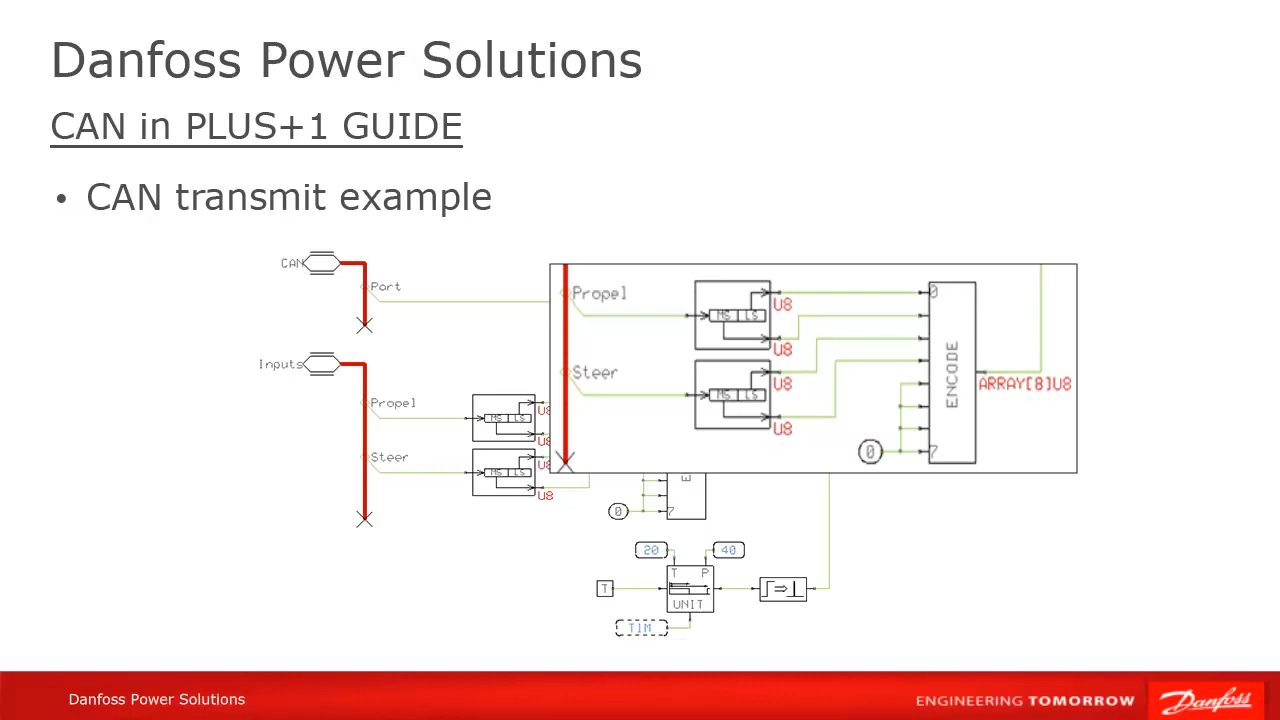 Danfoss Power Solutions
CAN in PLUS+1 GUIDE
• CAN transmit example
CAN
Port
Inputs
Propel
MS LS
U8
U8
Steer
MS LS
U8
U8
Propel
MS LS
U8
U8
Steer
MS LS
U8
U8
0
ENCODE
7
ARRAY[8]U8
0
E
0
7
20
40
T P
T
UNIT
TIM
Danfoss Power Solutions
ENGINEERING TOMORROW
Danfoss